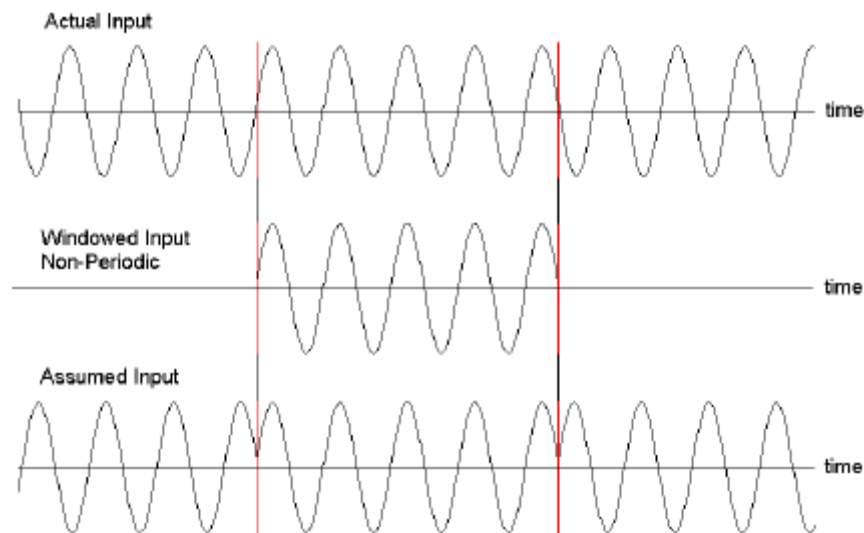 Actual Input
time
Windowed Input
Non-Periodic
time
Assumed Input
time